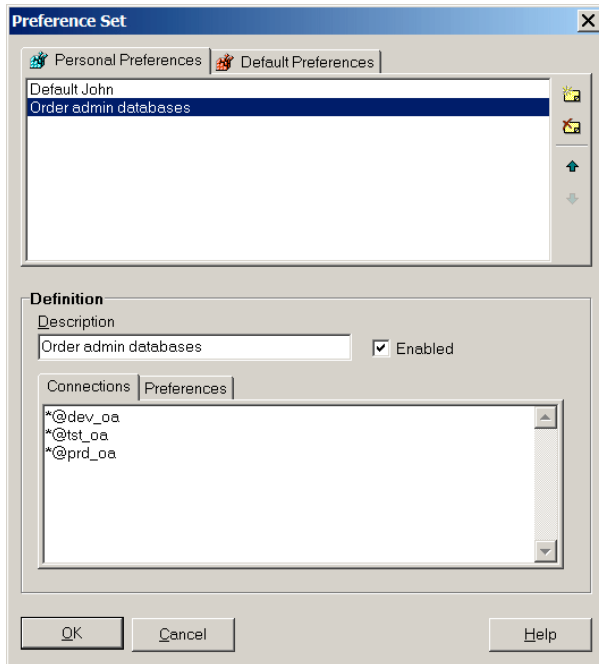 Preference Set
Personal Preferences Default Preferences
Default John
Order admin databases
Definition
Description
Order admin databases Enabled
Connections Preferences
*@dev_oa
*@tst_oa
*@prd_oa
OK Cancel Help